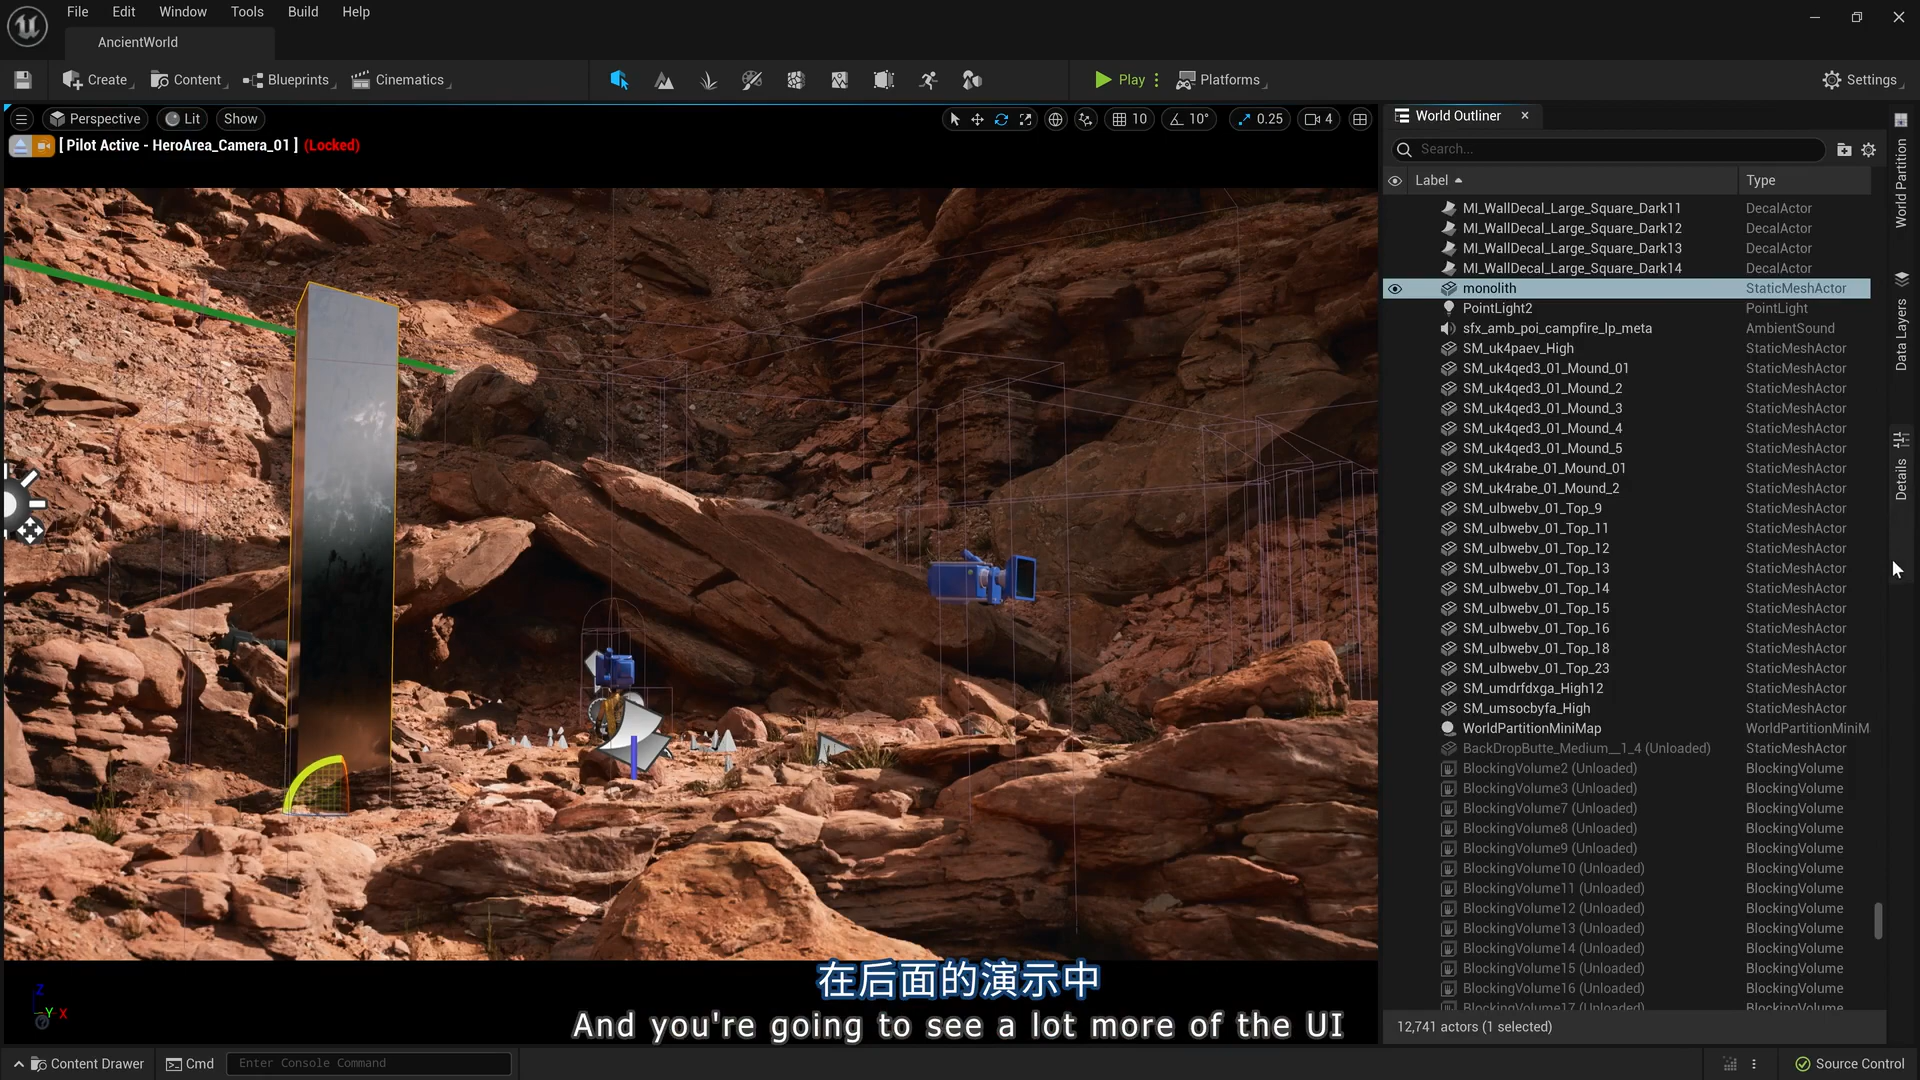 File Edit Window Tools Build Help
AncientWorld
Create Content Blueprints Cinematics Play Platforms Settings
Perspective Lit Show 10 10° 0.25 4
[ Pilot Active - HeroArea_Camera_01 ] (Locked)
World Outliner
Search...
Label Type
MI_WallDecal_Large_Square_Dark11 DecalActor
MI_WallDecal_Large_Square_Dark12 DecalActor
MI_WallDecal_Large_Square_Dark13 DecalActor
MI_WallDecal_Large_Square_Dark14 DecalActor
monolith StaticMeshActor
PointLight2 PointLight
sfx_amb_poi_campfire_lp_meta AmbientSound
SM_uk4paev_High StaticMeshActor
SM_uk4qed3_01_Mound_01 StaticMeshActor
SM_uk4qed3_01_Mound_2 StaticMeshActor
SM_uk4qed3_01_Mound_3 StaticMeshActor
SM_uk4qed3_01_Mound_4 StaticMeshActor
SM_uk4qed3_01_Mound_5 StaticMeshActor
SM_uk4rabe_01_Mound_01 StaticMeshActor
SM_uk4rabe_01_Mound_2 StaticMeshActor
SM_ulbwebv_01_Top_9 StaticMeshActor
SM_ulbwebv_01_Top_11 StaticMeshActor
SM_ulbwebv_01_Top_12 StaticMeshActor
SM_ulbwebv_01_Top_13 StaticMeshActor
SM_ulbwebv_01_Top_14 StaticMeshActor
SM_ulbwebv_01_Top_15 StaticMeshActor
SM_ulbwebv_01_Top_16 StaticMeshActor
SM_ulbwebv_01_Top_18 StaticMeshActor
SM_ulbwebv_01_Top_23 StaticMeshActor
SM_umdrfdxga_High12 StaticMeshActor
SM_umsocbyfa_High StaticMeshActor
WorldPartitionMiniMap WorldPartitionMiniM
BackDropButte_Medium__1_4 (Unloaded) StaticMeshActor
BlockingVolume2 (Unloaded) BlockingVolume
BlockingVolume3 (Unloaded) BlockingVolume
BlockingVolume7 (Unloaded) BlockingVolume
BlockingVolume8 (Unloaded) BlockingVolume
BlockingVolume9 (Unloaded) BlockingVolume
BlockingVolume10 (Unloaded) BlockingVolume
BlockingVolume11 (Unloaded) BlockingVolume
BlockingVolume12 (Unloaded) BlockingVolume
BlockingVolume13 (Unloaded) BlockingVolume
BlockingVolume14 (Unloaded) BlockingVolume
BlockingVolume15 (Unloaded) BlockingVolume
BlockingVolume16 (Unloaded) BlockingVolume
BlockingVolume17 (Unloaded) BlockingVolume
12,741 actors (1 selected)
World Partition
Data Layers
Details
Z
Y X
在后面的演示中
And you're going to see a lot more of the UI
Content Drawer Cmd Enter Console Command Source Control